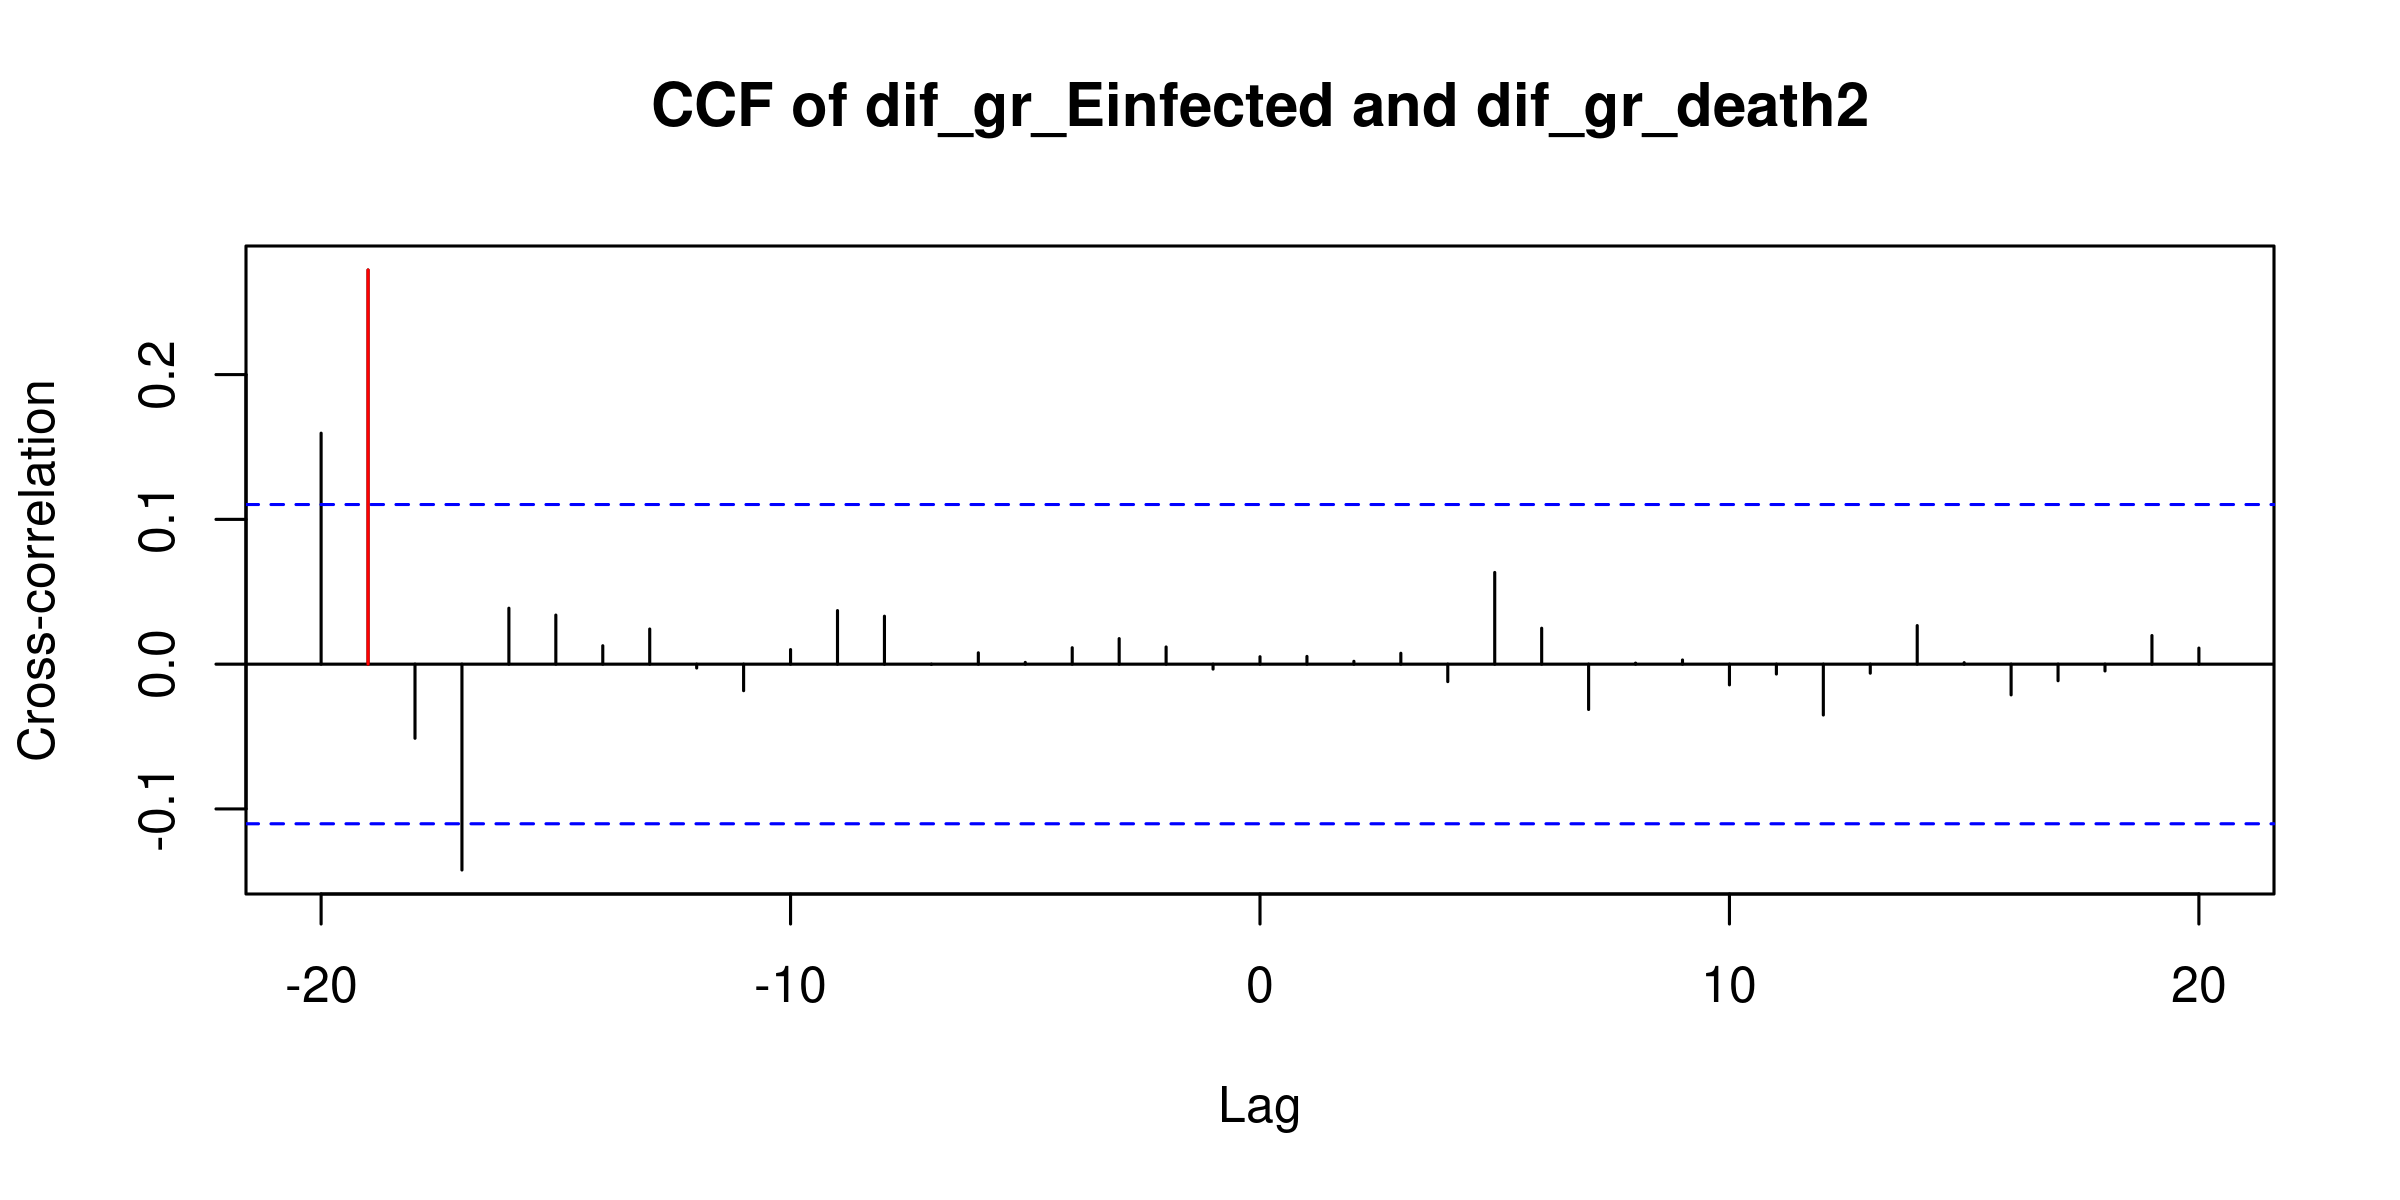 CCF of dif_gr_Einfected and dif_gr_death2
Cross-correlation
0.2
0.1
0.0
-0.1
-20 -10 0 10 20
Lag